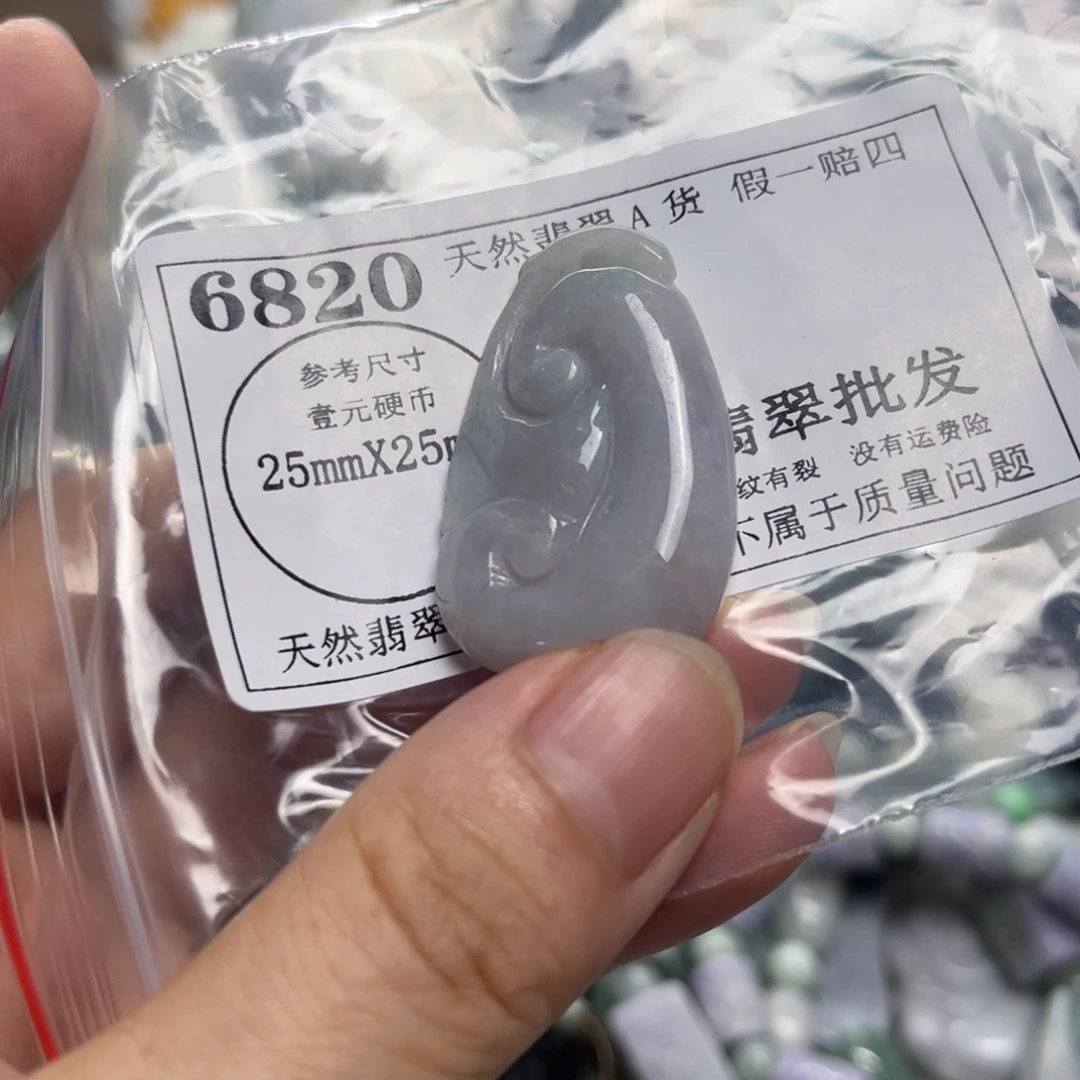 天然翡翠A货 假一赔四
6820
参考尺寸
壹元硬币
25mmX25m
翡翠批发
纹有裂 没有运费险
不属于质量问题
天然翡翠